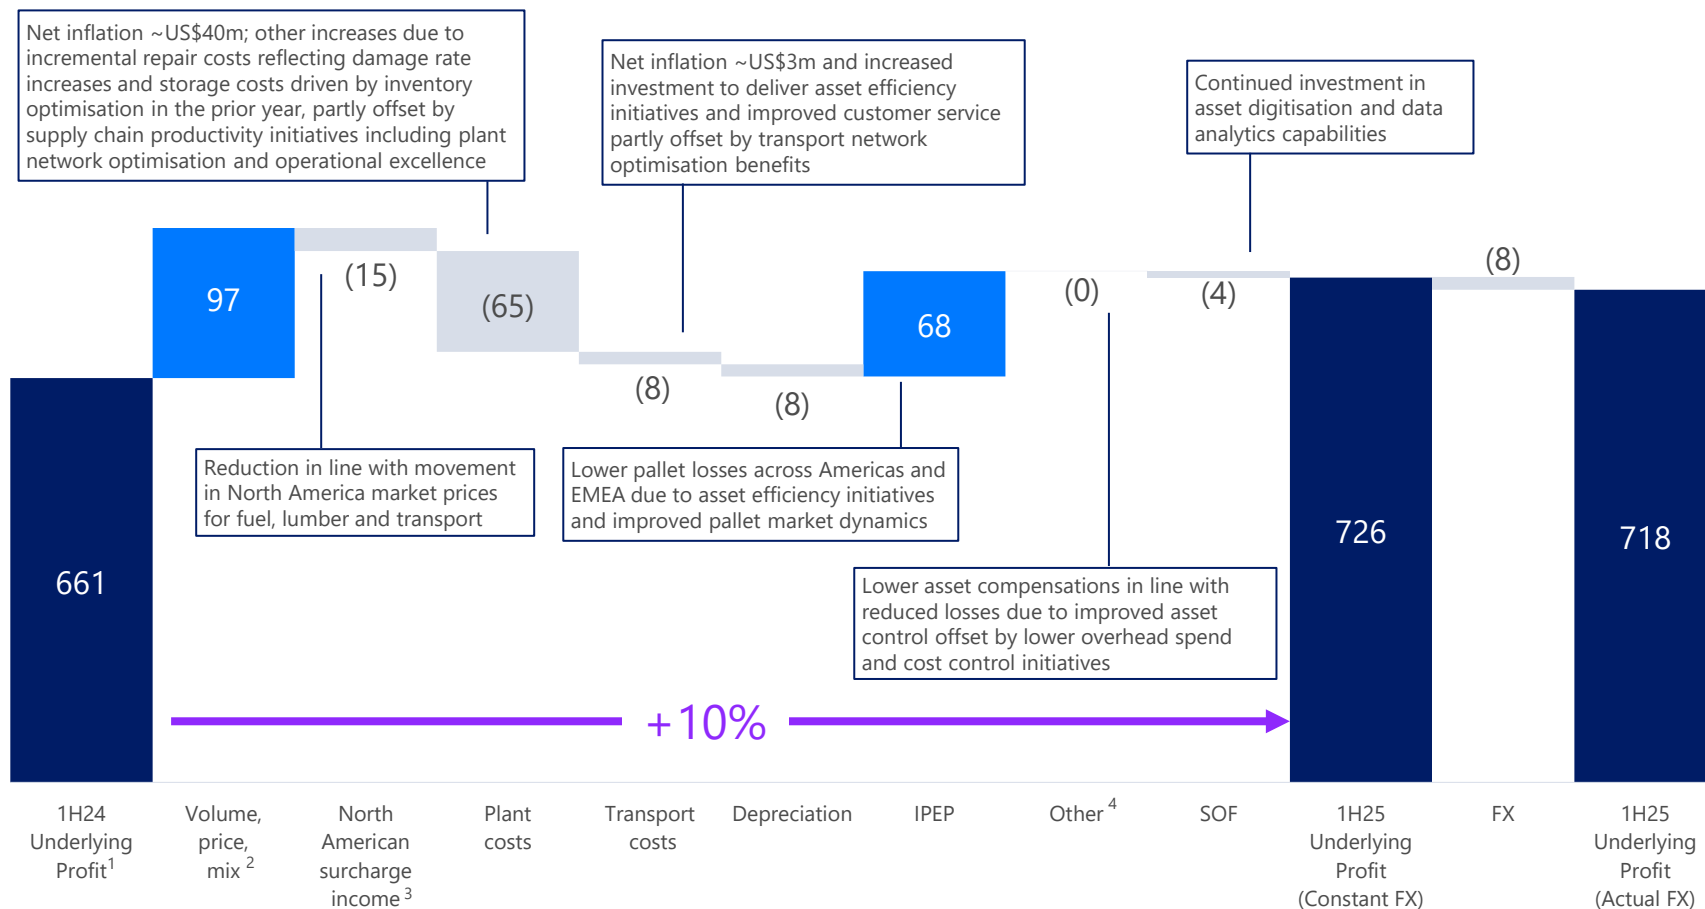 Net inflation ~US$40m; other increases due to
incremental repair costs reflecting damage rate
increases and storage costs driven by inventory
optimisation in the prior year, partly offset by
supply chain productivity initiatives including plant
network optimisation and operational excellence
Net inflation ~US$3m and increased
investment to deliver asset efficiency
initiatives and improved customer service
partly offset by transport network
optimisation benefits
Continued investment in
asset digitisation and data
analytics capabilities
97
(15)
(65)
(8)
(8)
68
(0)
(4)
(8)
Reduction in line with movement
in North America market prices
for fuel, lumber and transport
Lower pallet losses across Americas and
EMEA due to asset efficiency initiatives
and improved pallet market dynamics
Lower asset compensations in line with
reduced losses due to improved asset
control offset by lower overhead spend
and cost control initiatives
661
726
718
+10%
1H24
Underlying
Profit1
Volume,
price,
mix 2
North
American
surcharge
income 3
Plant
costs
Transport
costs
Depreciation
IPEP
Other 4
SOF
1H25
Underlying
Profit
(Constant FX)
FX
1H25
Underlying
Profit
(Actual FX)